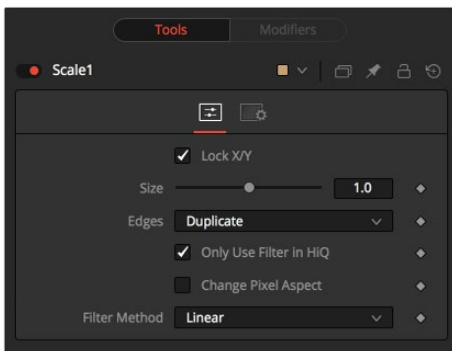 Tools Modifiers
Scale1
Lock X/Y
Size 1.0
Edges Duplicate
Only Use Filter in HiQ
Change Pixel Aspect
Filter Method Linear